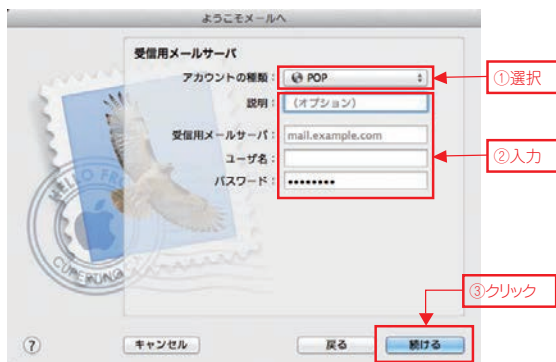 ようこそメールへ
受信用メールサーバ
アカウントの種類： POP
①選択
説明： (オプション)
受信用メールサーバ： mail.example.com
②入力
ユーザ名：
パスワード： ••••••••
HELLO FROM
CUPERTINO
③クリック
? キャンセル 戻る 続ける